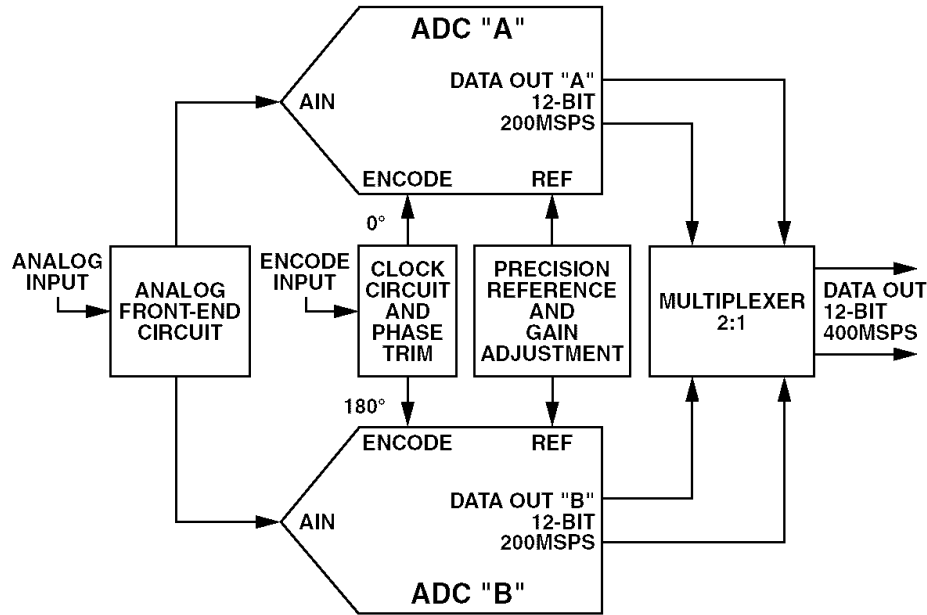 ADC "A"
AIN
DATA OUT "A"
12-BIT
200MSPS
ENCODE
REF
0°
ANALOG
INPUT
ANALOG
FRONT-END
CIRCUIT
ENCODE
INPUT
CLOCK
CIRCUIT
AND
PHASE
TRIM
PRECISION
REFERENCE
AND
GAIN
ADJUSTMENT
MULTIPLEXER
2:1
DATA OUT
12-BIT
400MSPS
180°
ENCODE
REF
AIN
DATA OUT "B"
12-BIT
200MSPS
ADC "B"